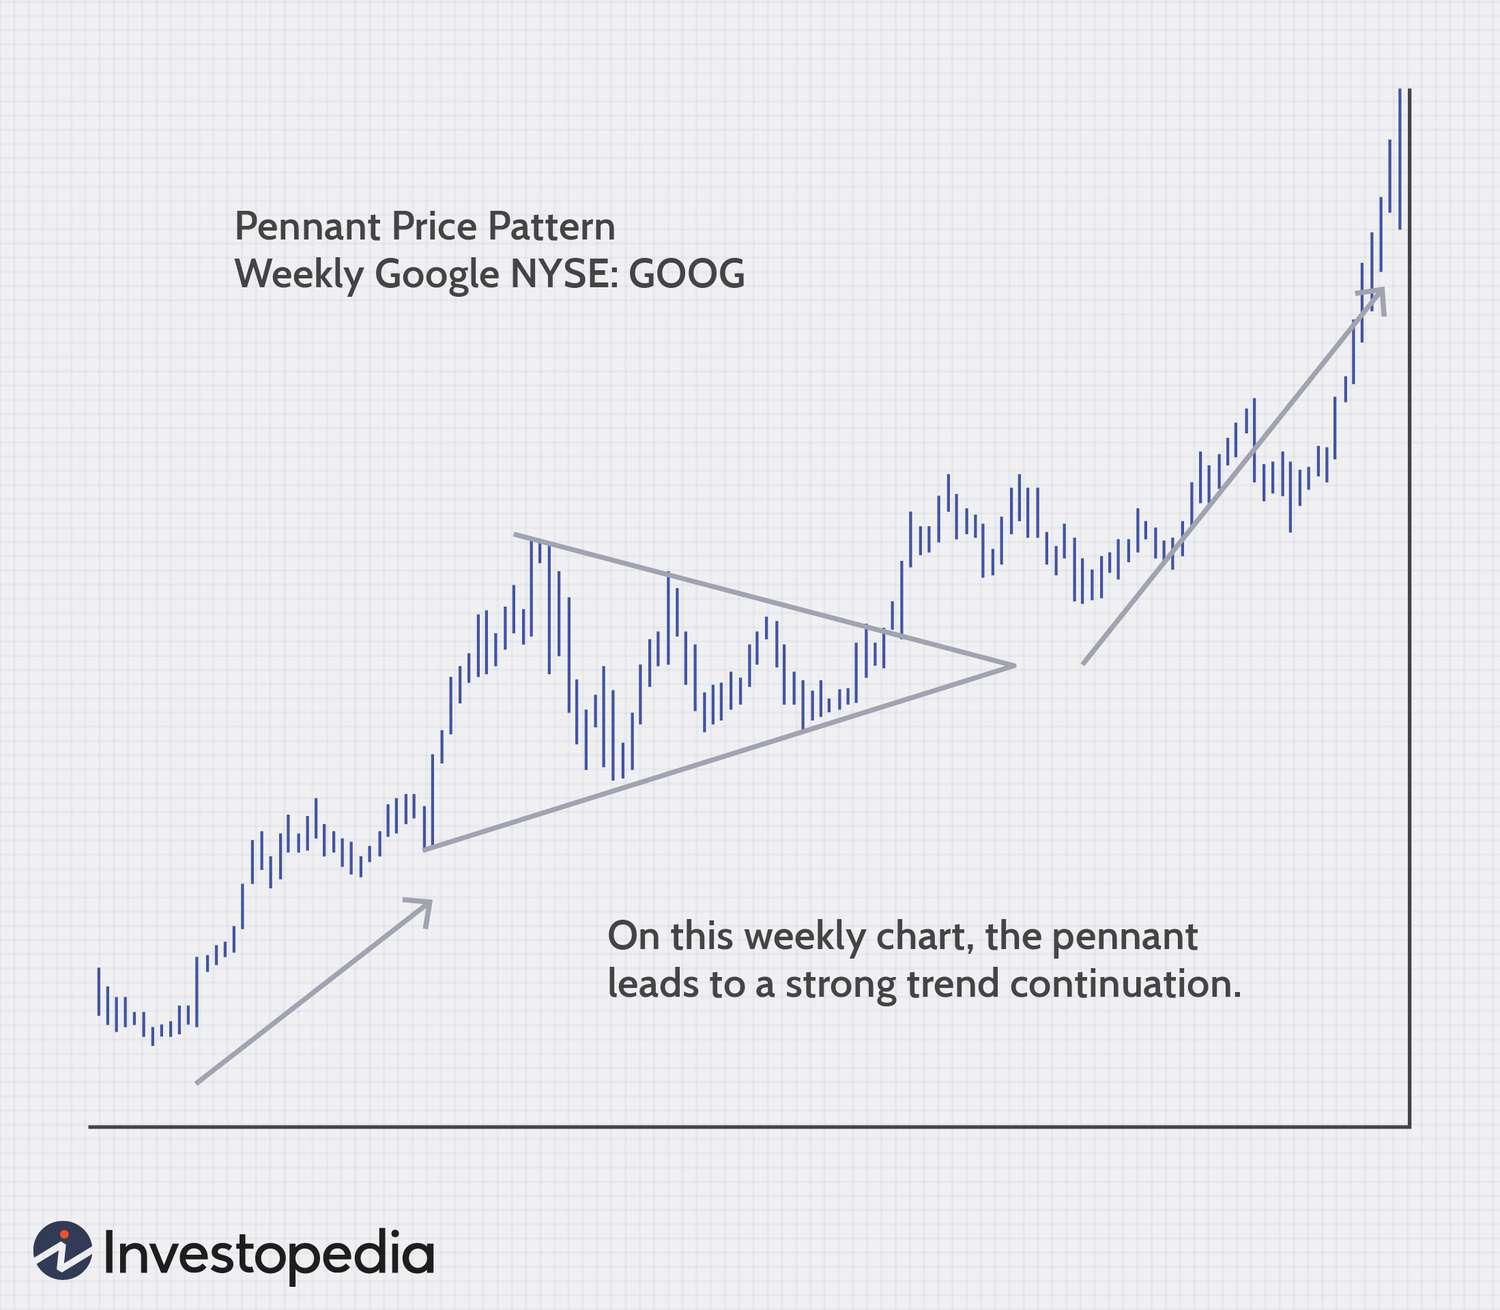 Pennant Price Pattern
Weekly Google NYSE: GOOG
On this weekly chart, the pennant
leads to a strong trend continuation.
Investopedia